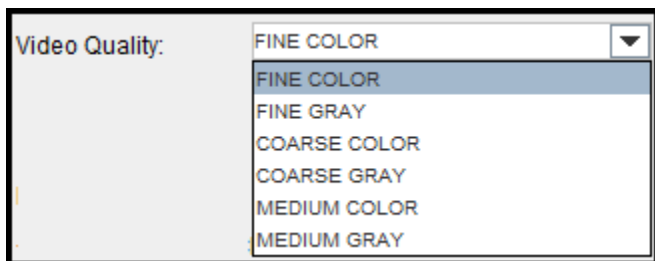 Video Quality: FINE COLOR
FINE COLOR
FINE GRAY
COARSE COLOR
COARSE GRAY
MEDIUM COLOR
MEDIUM GRAY